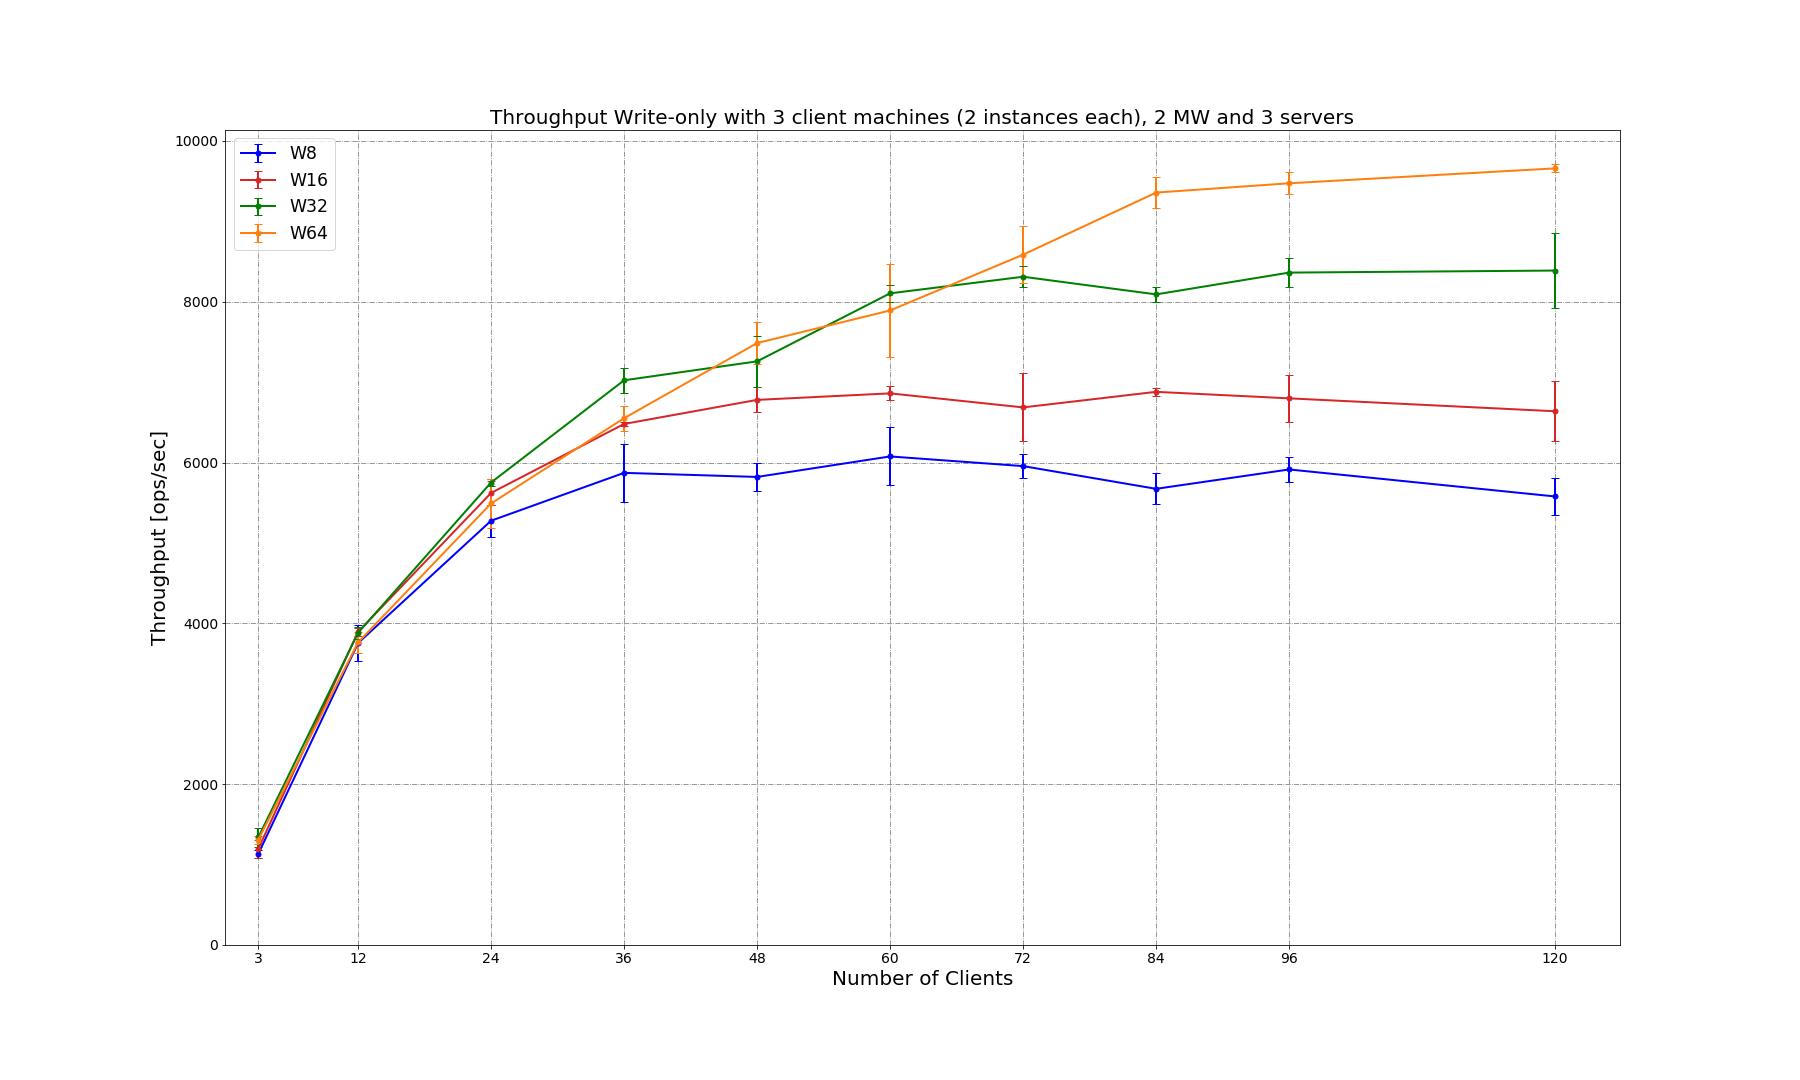 Throughput Write-only with 3 client machines (2 instances each), 2 MW and 3 servers
10000
8000
6000
4000
2000
0
Throughput [ops/sec]
W8
W16
W32
W64
3 12 24 36 48 60 72 84 96 120
Number of Clients